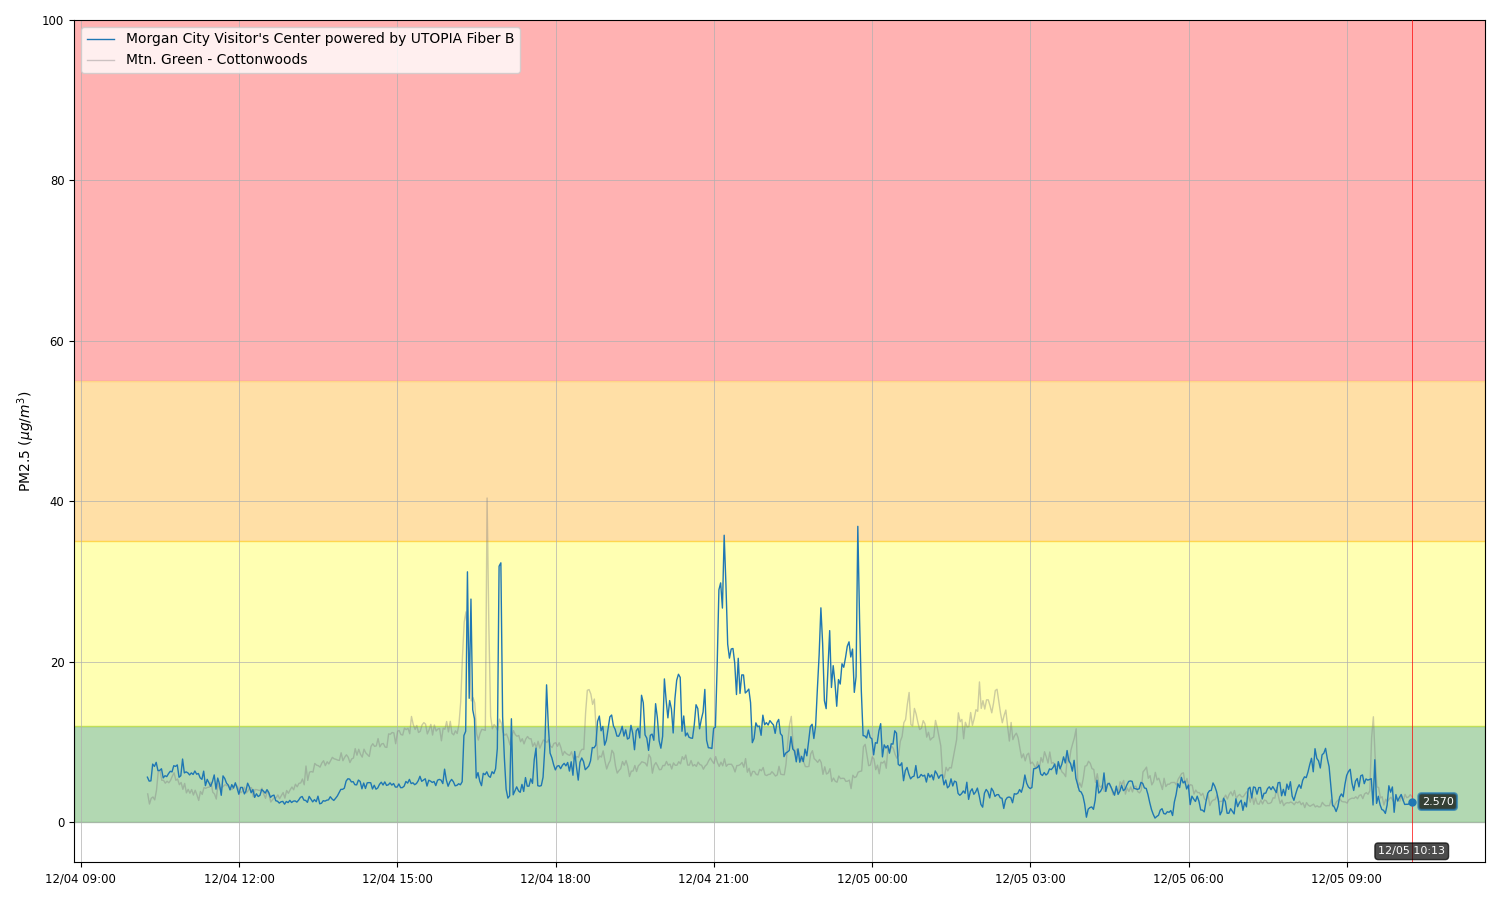 100
Morgan City Visitor's Center powered by UTOPIA Fiber B
Mtn. Green - Cottonwoods
80
60
PM2.5 (μg/m³)
40
20
0
2.570
12/05 10:13
12/04 09:00 12/04 12:00 12/04 15:00 12/04 18:00 12/04 21:00 12/05 00:00 12/05 03:00 12/05 06:00 12/05 09:00